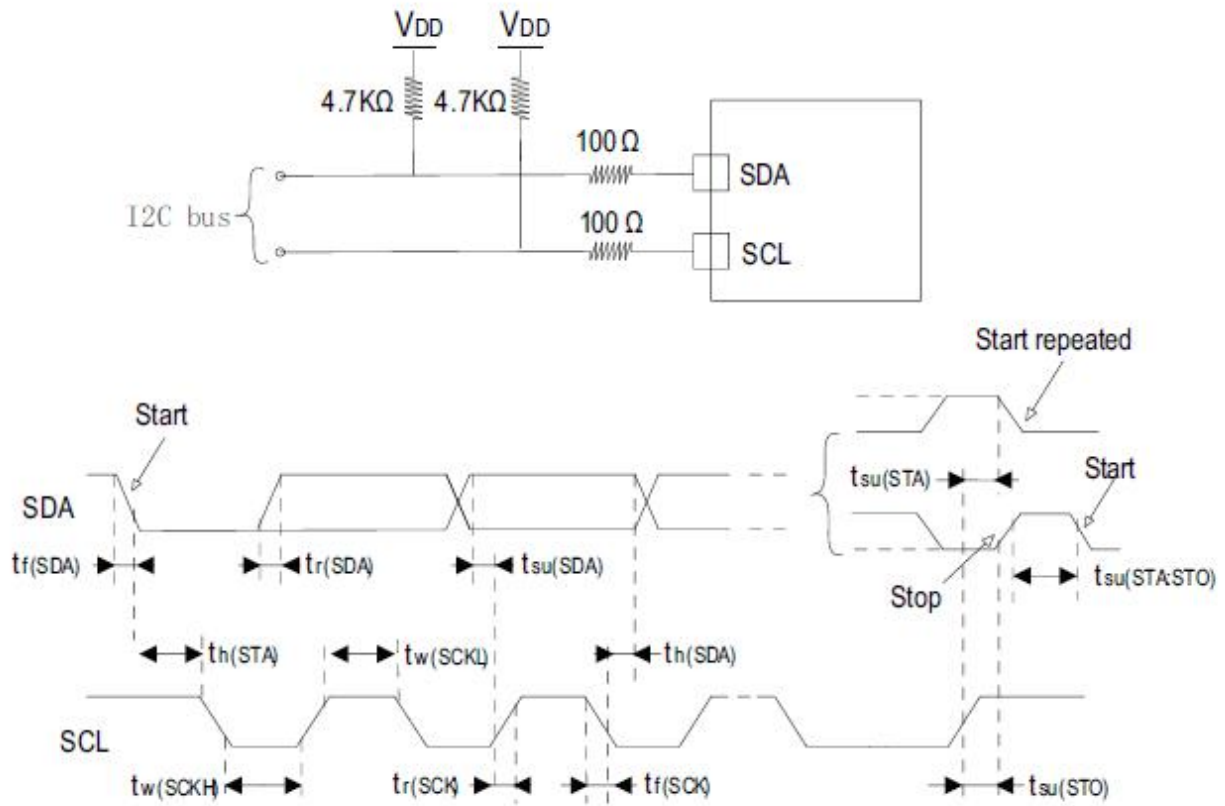 VDD VDD
4.7KΩ 4.7KΩ
100 Ω
SDA
I2C bus
100 Ω
SCL
Start repeated
Start
tsu(STA)
Start
SDA
tf(SDA) tr(SDA) tsu(SDA)
Stop
tsu(STA:STO)
th(STA) tw(SCKL) th(SDA)
SCL
tw(SCKH) tr(SCK) tf(SCK) tsu(STO)